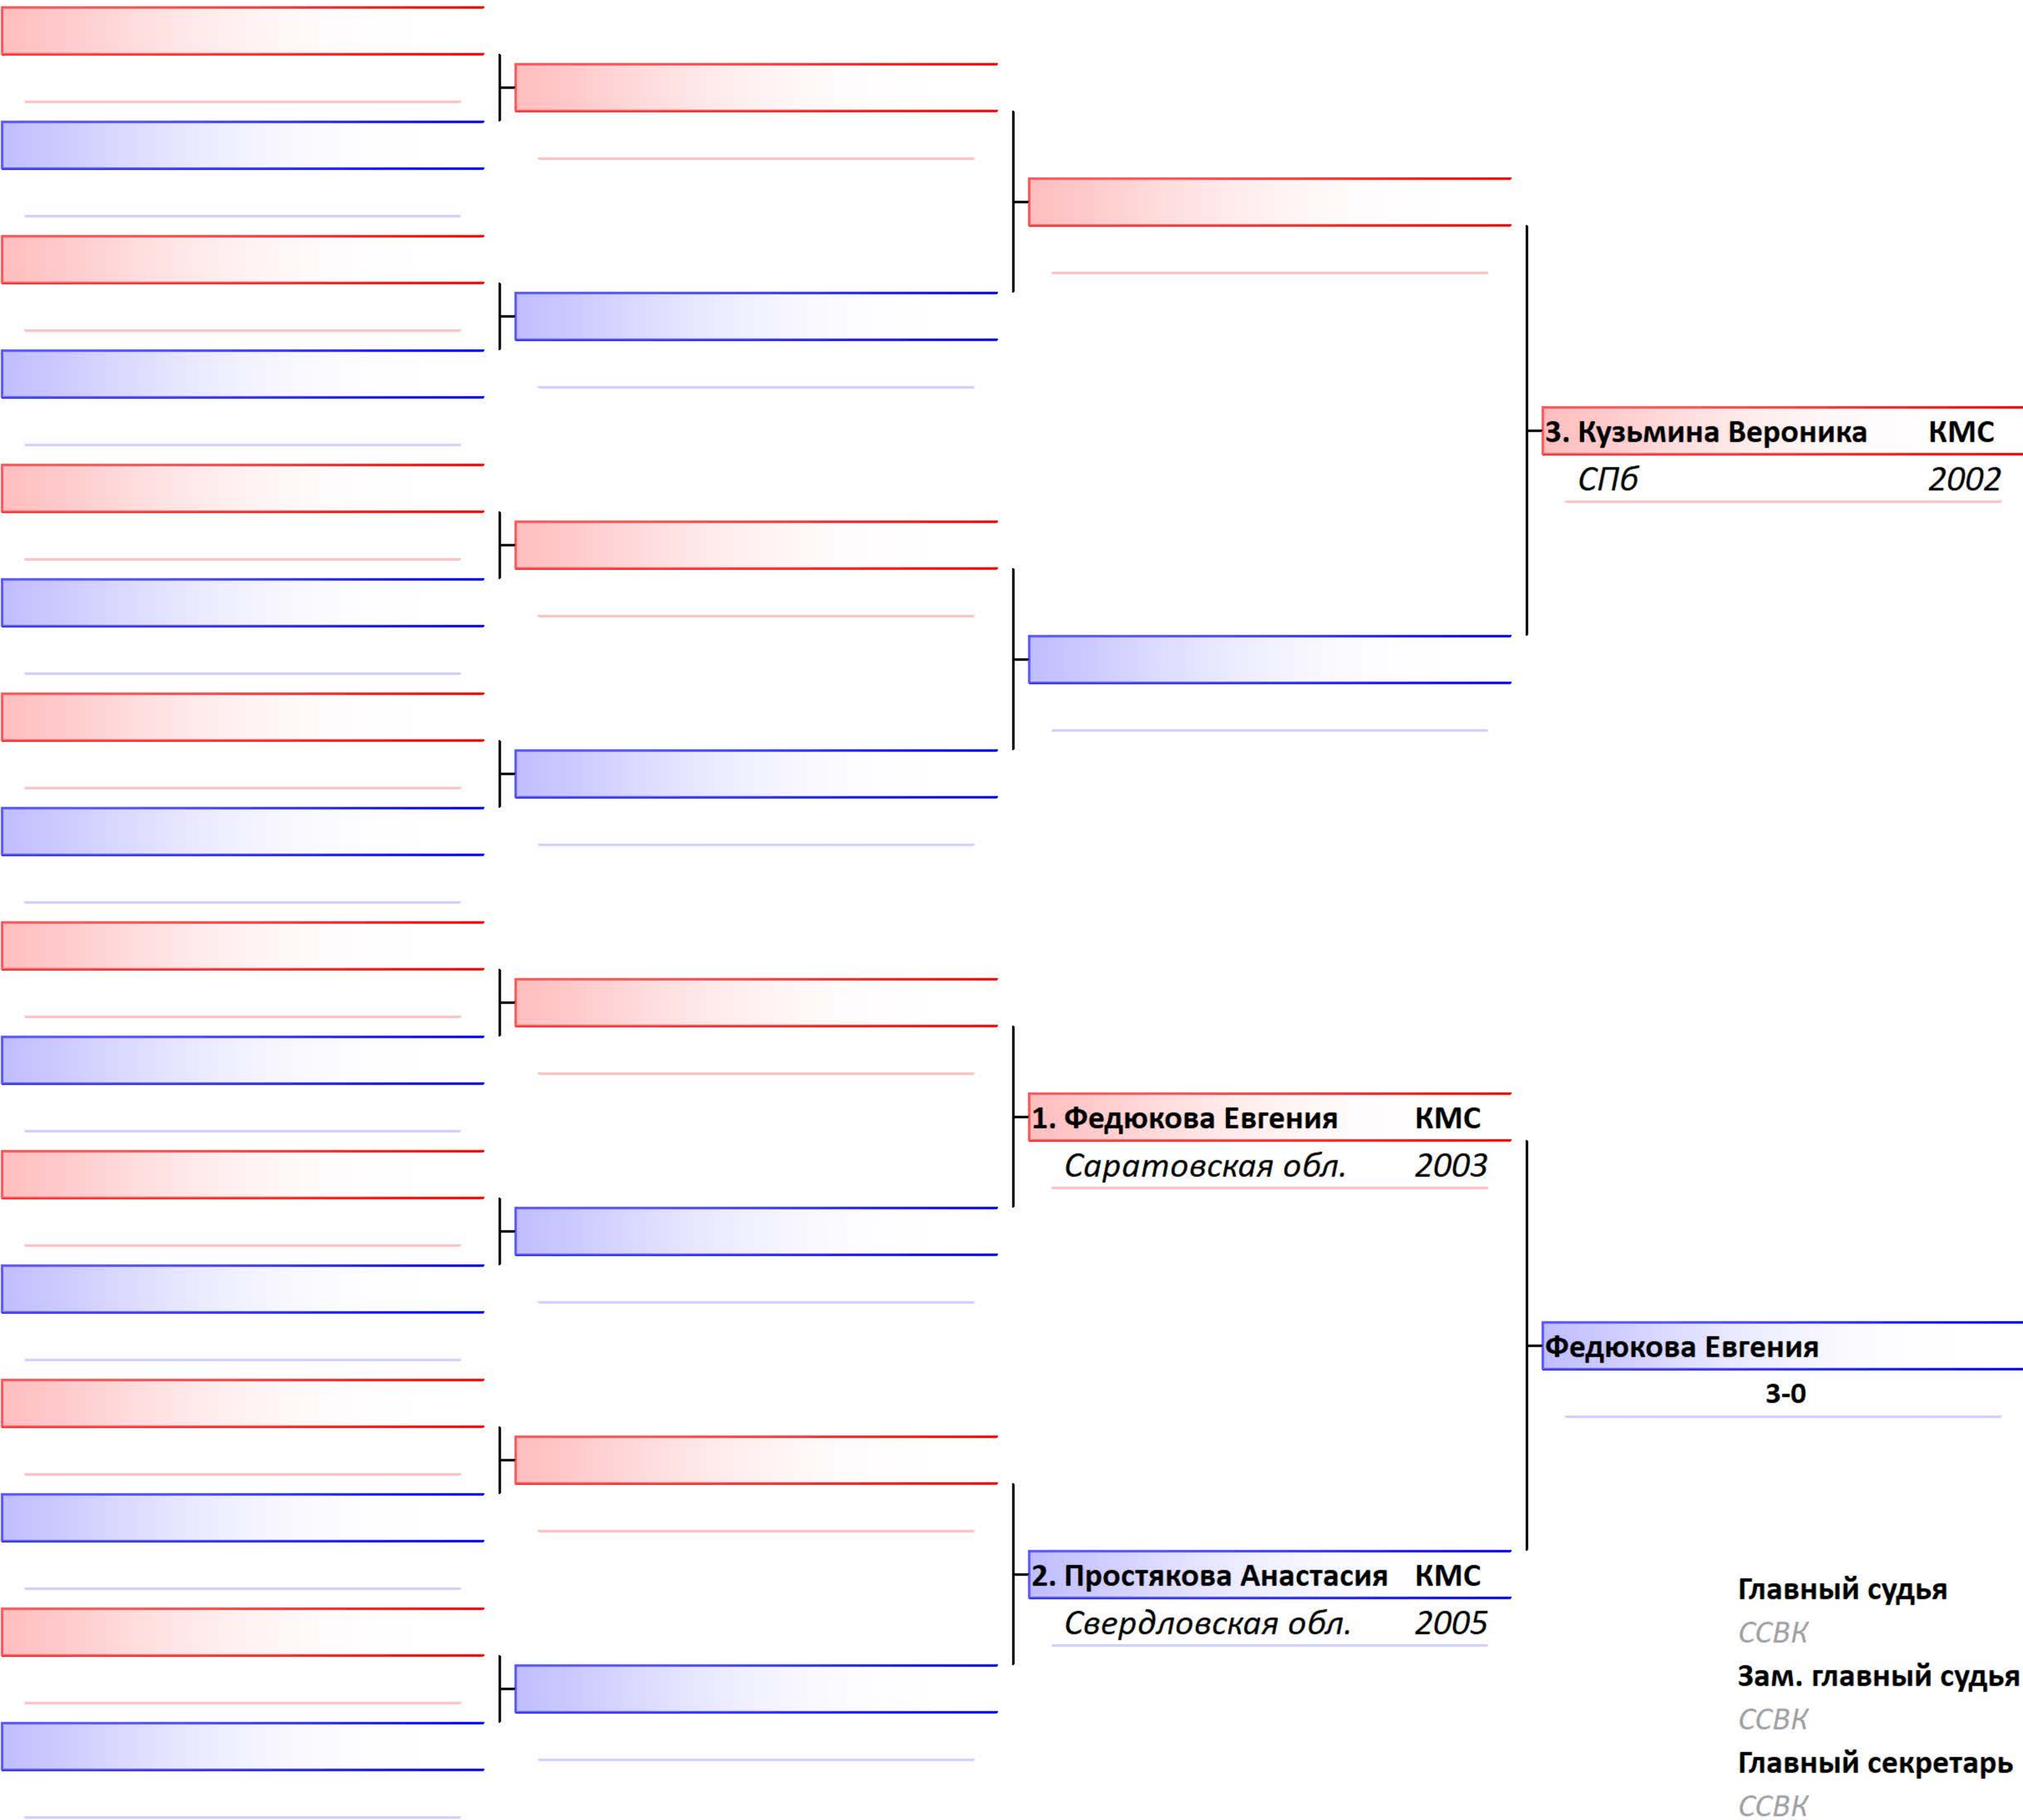 3. Кузьмина Вероника КМС
СПб 2002
1. Федюкова Евгения КМС
Саратовская обл. 2003
Федюкова Евгения
3-0
2. Простякова Анастасия КМС
Свердловская обл. 2005
Главный судья
ССВК
Зам. главный судья
ССВК
Главный секретарь
ССВК